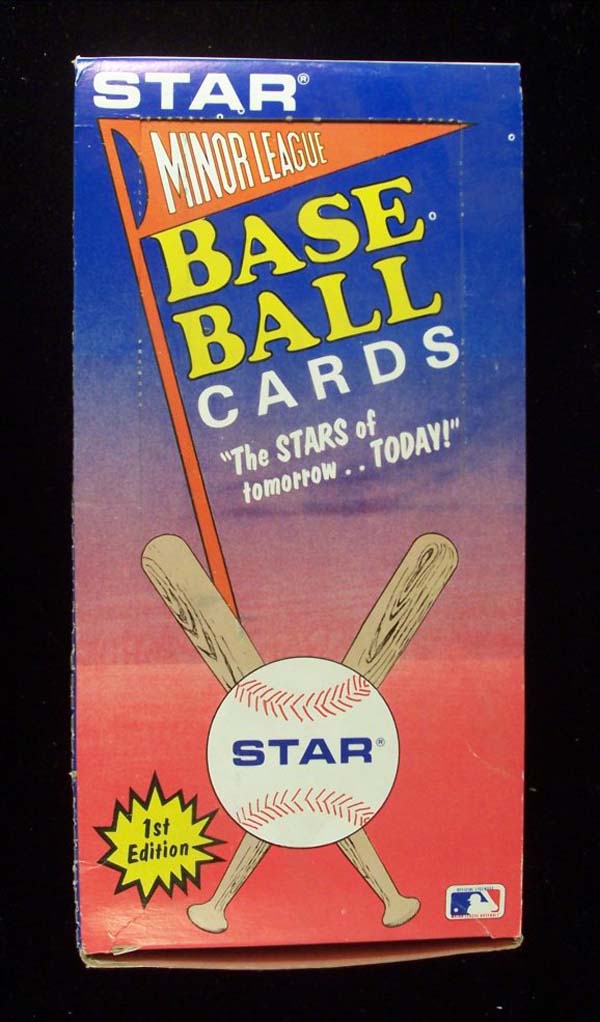 STAR®
MINOR LEAGUE
BASE
BALL
CARDS
"The STARS of
tomorrow . . TODAY!"
STAR®
1st
Edition